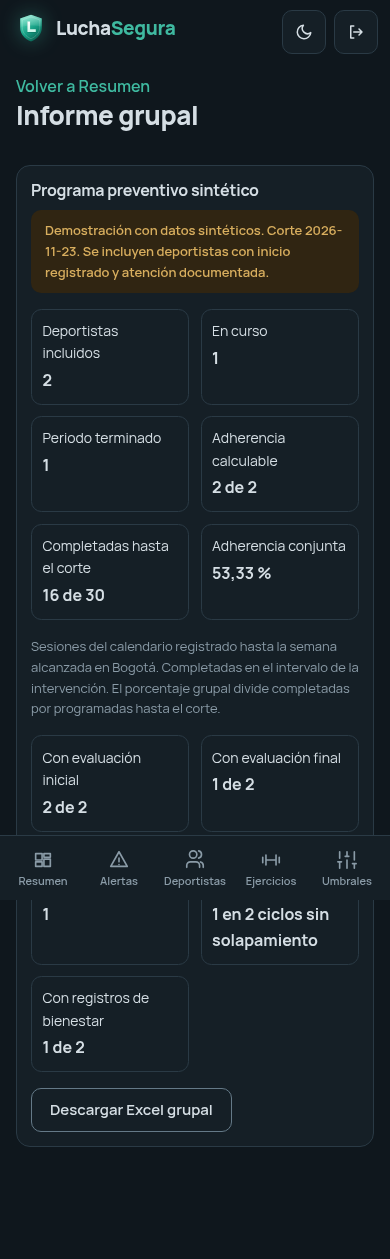 LuchaSegura
Volver a Resumen
Informe grupal
Programa preventivo sintético
Demostración con datos sintéticos. Corte 2026-
11-23. Se incluyen deportistas con inicio
registrado y atención documentada.
Deportistas
incluidos
2
En curso
1
Periodo terminado
1
Adherencia
calculable
2 de 2
Completadas hasta
el corte
16 de 30
Adherencia conjunta
53,33 %
Sesiones del calendario registrado hasta la semana
alcanzada en Bogotá. Completadas en el intervalo de la
intervención. El porcentaje grupal divide completadas
por programadas hasta el corte.
Con evaluación
inicial
2 de 2
Con evaluación final
1 de 2
Resumen
Alertas
Deportistas
Ejercicios
Umbrales
1
1 en 2 ciclos sin
solapamiento
Con registros de
bienestar
1 de 2
Descargar Excel grupal